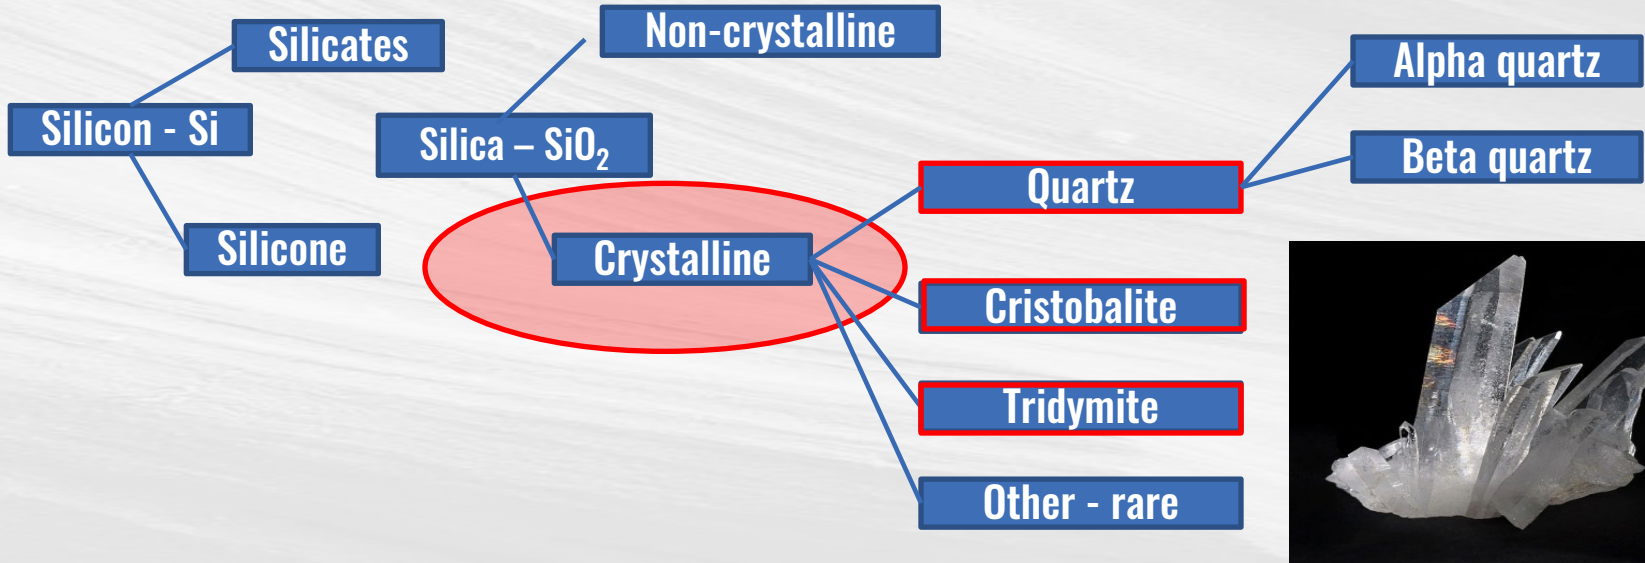 Silicates
Silicon - Si
Silicone
Non-crystalline
Silica – SiO₂
Crystalline
Quartz
Cristobalite
Tridymite
Other - rare
Alpha quartz
Beta quartz